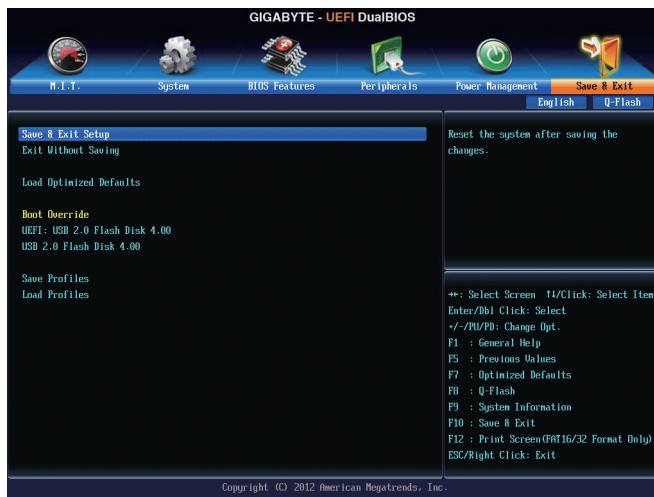 GIGABYTE - UEFI DualBIOS
M.I.T. System BIOS Features Peripherals Power Management Save & Exit
English Q-Flash
Save & Exit Setup
Exit Without Saving
Load Optimized Defaults
Boot Override
UEFI: USB 2.0 Flash Disk 4.00
USB 2.0 Flash Disk 4.00
Save Profiles
Load Profiles
Reset the system after saving the
changes.
→←: Select Screen ↑↓/Click: Select Item
Enter/Dbl Click: Select
+/-/PU/PD: Change Opt.
F1 : General Help
F5 : Previous Values
F7 : Optimized Defaults
F8 : Q-Flash
F9 : System Information
F10 : Save & Exit
F12 : Print Screen(FAT16/32 Format Only)
ESC/Right Click: Exit
Copyright (C) 2012 American Megatrends, Inc.